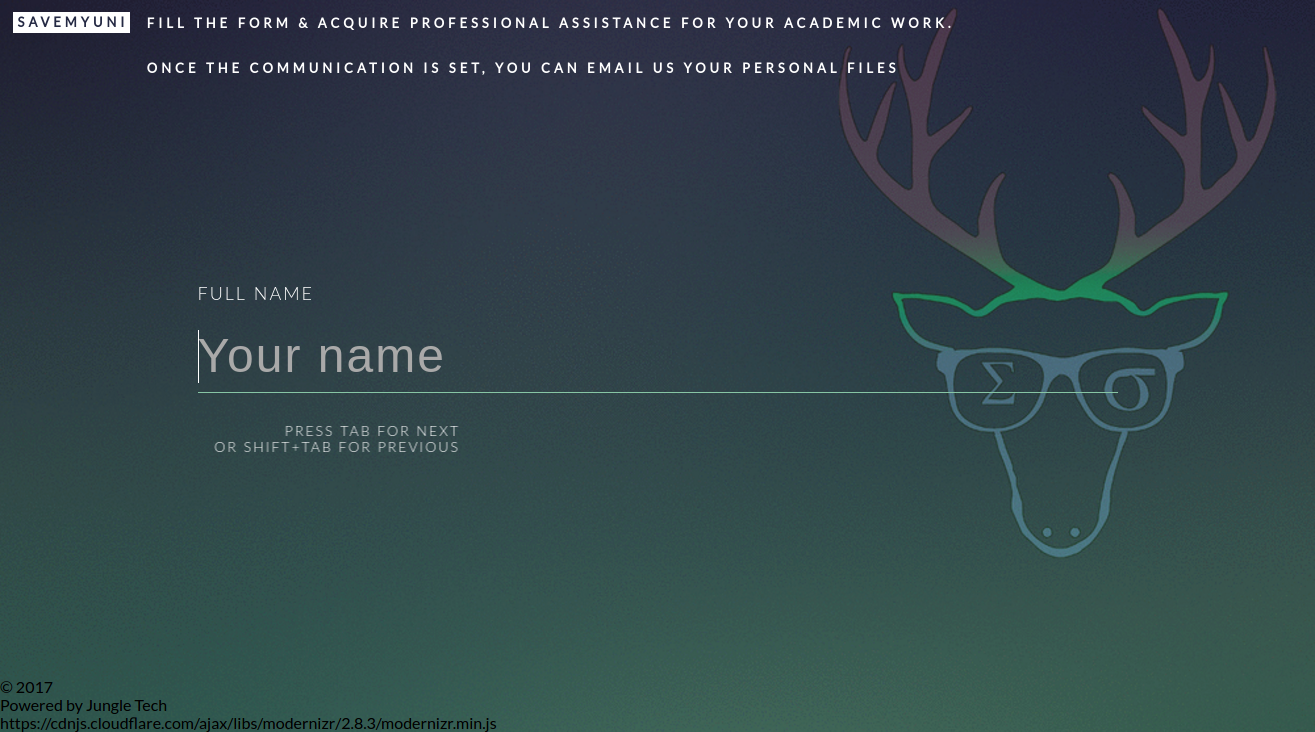 SAVEMYUNI FILL THE FORM & ACQUIRE PROFESSIONAL ASSISTANCE FOR YOUR ACADEMIC WORK.
ONCE THE COMMUNICATION IS SET, YOU CAN EMAIL US YOUR PERSONAL FILES
FULL NAME
Your name
Σ σ
PRESS TAB FOR NEXT
OR SHIFT+TAB FOR PREVIOUS
© 2017
Powered by Jungle Tech
https://cdnjs.cloudflare.com/ajax/libs/modernizr/2.8.3/modernizr.min.js